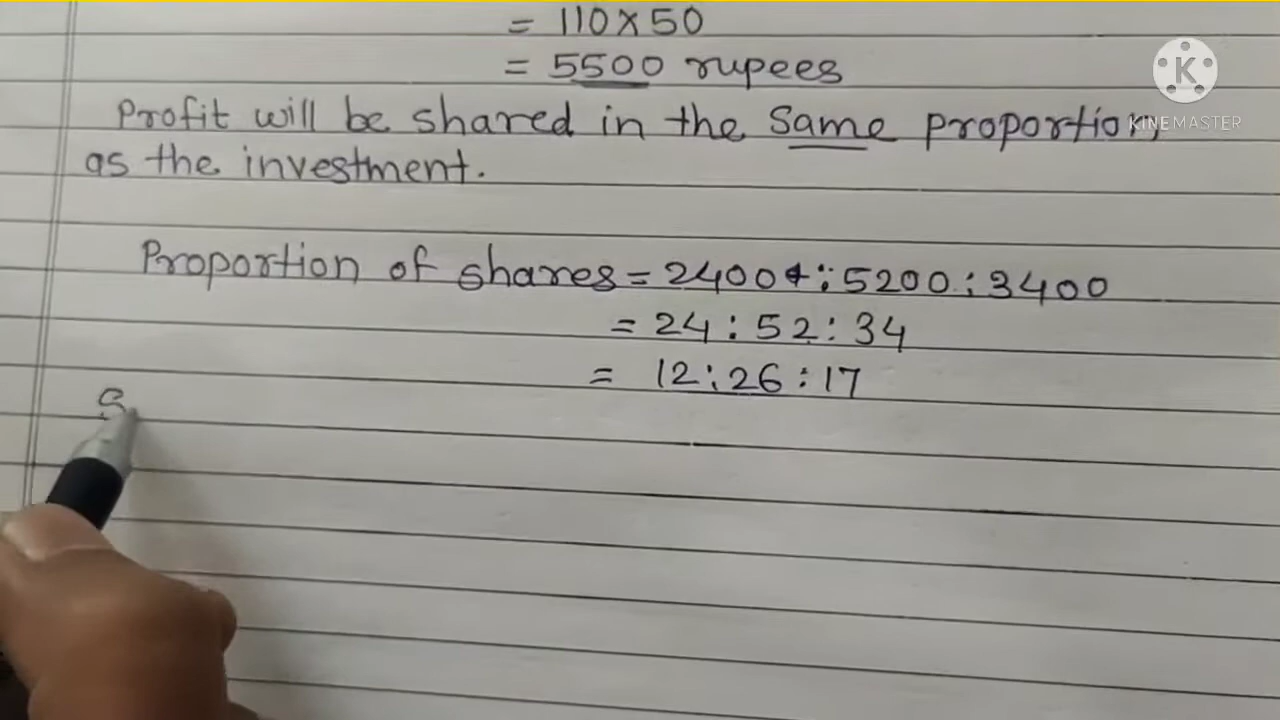 = 110 x 50
= 5500 rupees
K
KINEMASTER
Profit will be shared in the same proportion
as the investment.
Proportion of shares = 2400 : 5200 : 3400
= 24 : 52 : 34
= 12 : 26 : 17